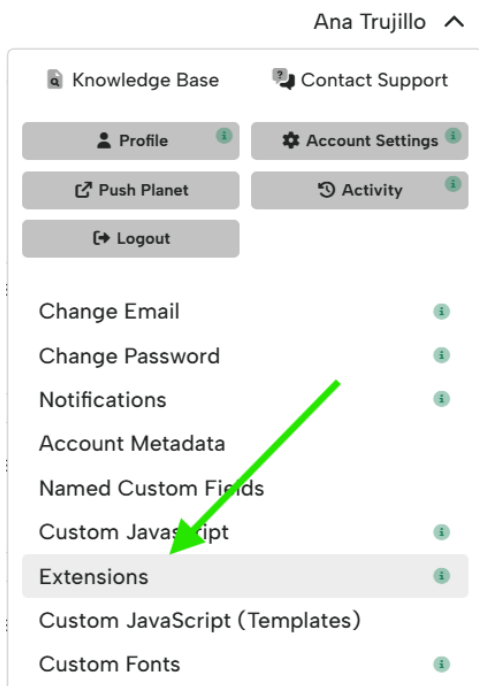 Ana Trujillo
Knowledge Base Contact Support
Profile i Account Settings i
Push Planet Activity i
Logout
Change Email i
Change Password i
Notifications i
Account Metadata
Named Custom Fields
Custom Javascript i
Extensions i
Custom JavaScript (Templates)
Custom Fonts i